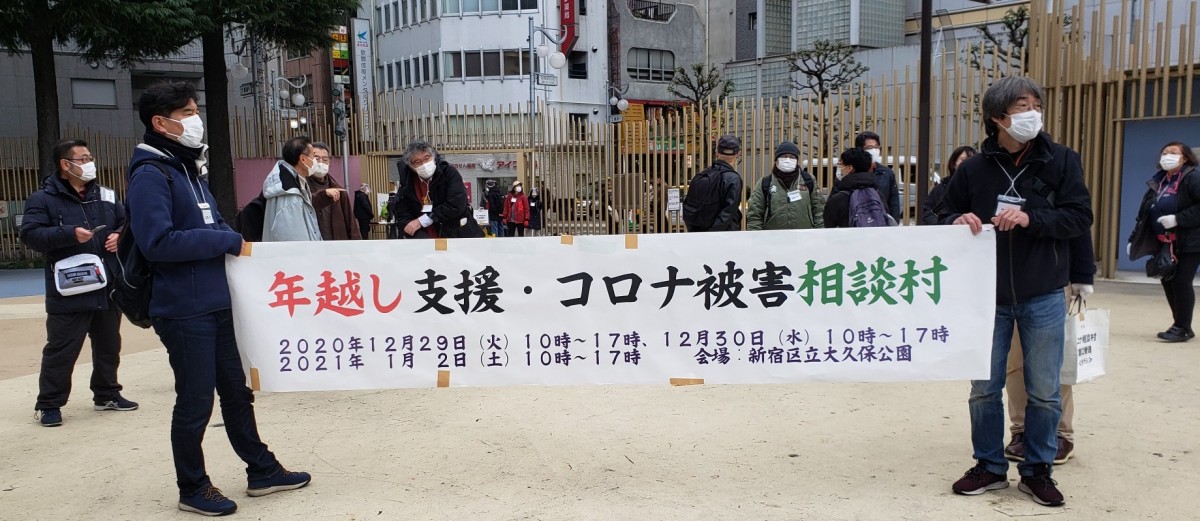 年越し支援・コロナ被害相談村
2020年12月29日（火）10時～17時、12月30日（水）10時～17時
2021年 1月 2日（土）10時～17時 会場：新宿区立大久保公園